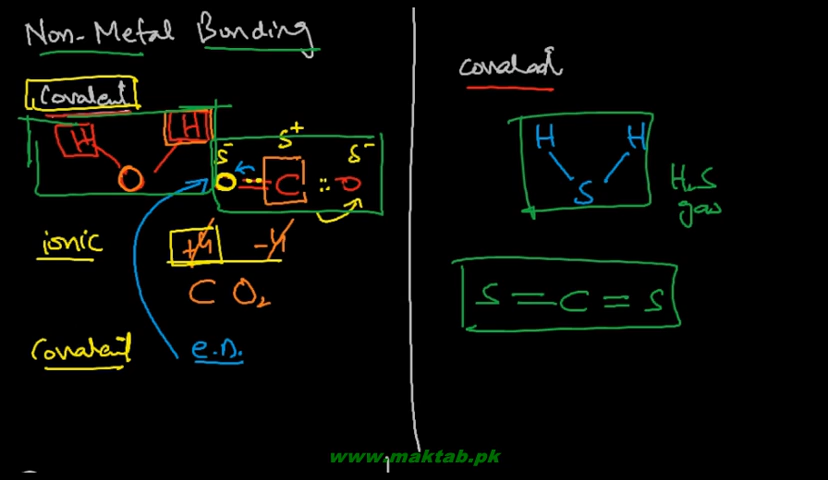 Non-Metal Bonding
Covalent
H H
O
δ- δ+ δ-
O = C :: O
ionic
+4 -4
C O2
Covalent
e.D.
covalent
H H
S
H2S
gas
S = C = S
www.maktab.pk